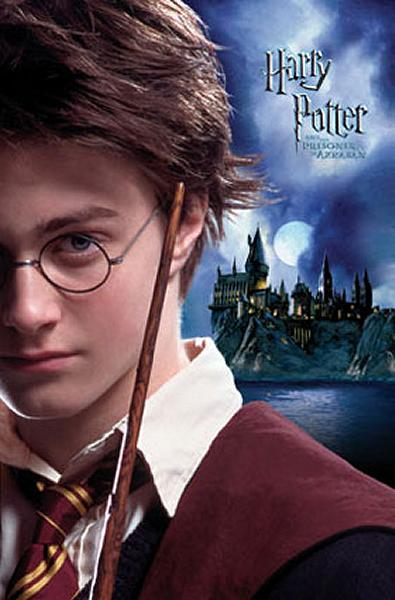 Harry
Potter
AND THE
PRISONER
OF AZKABAN